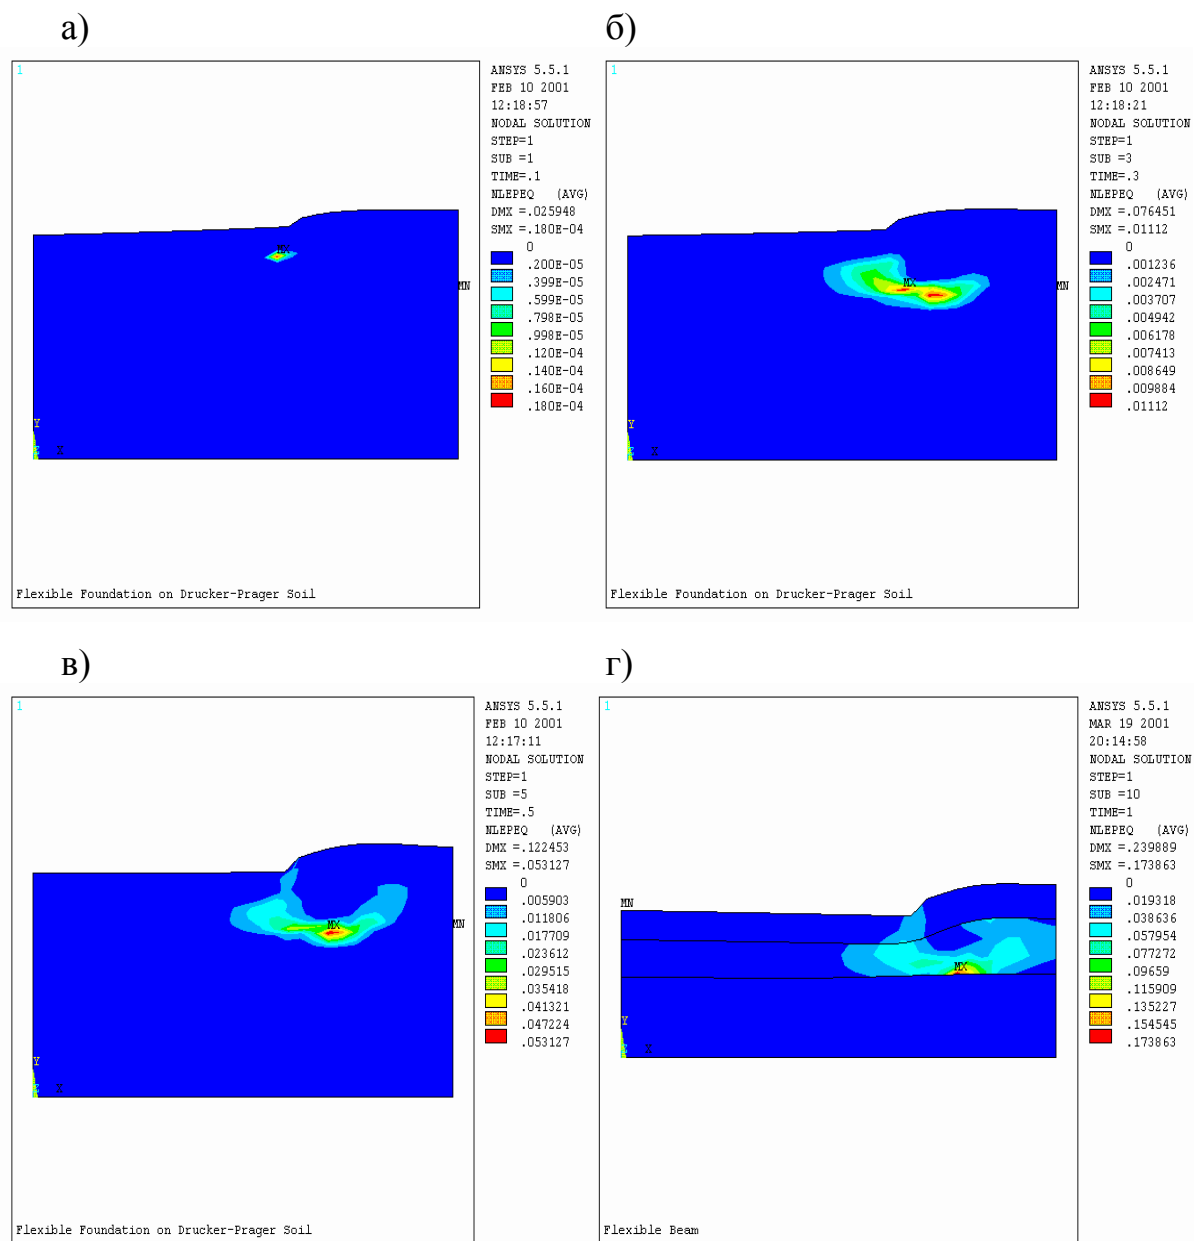 а)
1
ANSYS 5.5.1
FEB 10 2001
12:18:57
NODAL SOLUTION
STEP=1
SUB =1
TIME=.1
NLEPEQ (AVG)
DMX =.025948
SMX =.180E-04
0
.200E-05
.399E-05
.599E-05
.798E-05
.998E-05
.120E-04
.140E-04
.160E-04
.180E-04
MX
MN
Y
X
Flexible Foundation on Drucker-Prager Soil
б)
1
ANSYS 5.5.1
FEB 10 2001
12:18:21
NODAL SOLUTION
STEP=1
SUB =3
TIME=.3
NLEPEQ (AVG)
DMX =.076451
SMX =.01112
0
.001236
.002471
.003707
.004942
.006178
.007413
.008649
.009884
.01112
MX
MN
Y
X
Flexible Foundation on Drucker-Prager Soil
в)
1
ANSYS 5.5.1
FEB 10 2001
12:17:11
NODAL SOLUTION
STEP=1
SUB =5
TIME=.5
NLEPEQ (AVG)
DMX =.122453
SMX =.053127
0
.005903
.011806
.017709
.023612
.029515
.035418
.041321
.047224
.053127
MX
MN
Y
X
Flexible Foundation on Drucker-Prager Soil
г)
1
ANSYS 5.5.1
MAR 19 2001
20:14:58
NODAL SOLUTION
STEP=1
SUB =10
TIME=1
NLEPEQ (AVG)
DMX =.239889
SMX =.173863
0
.019318
.038636
.057954
.077272
.09659
.115909
.135227
.154545
.173863
MN
MX
Y
X
Flexible Beam